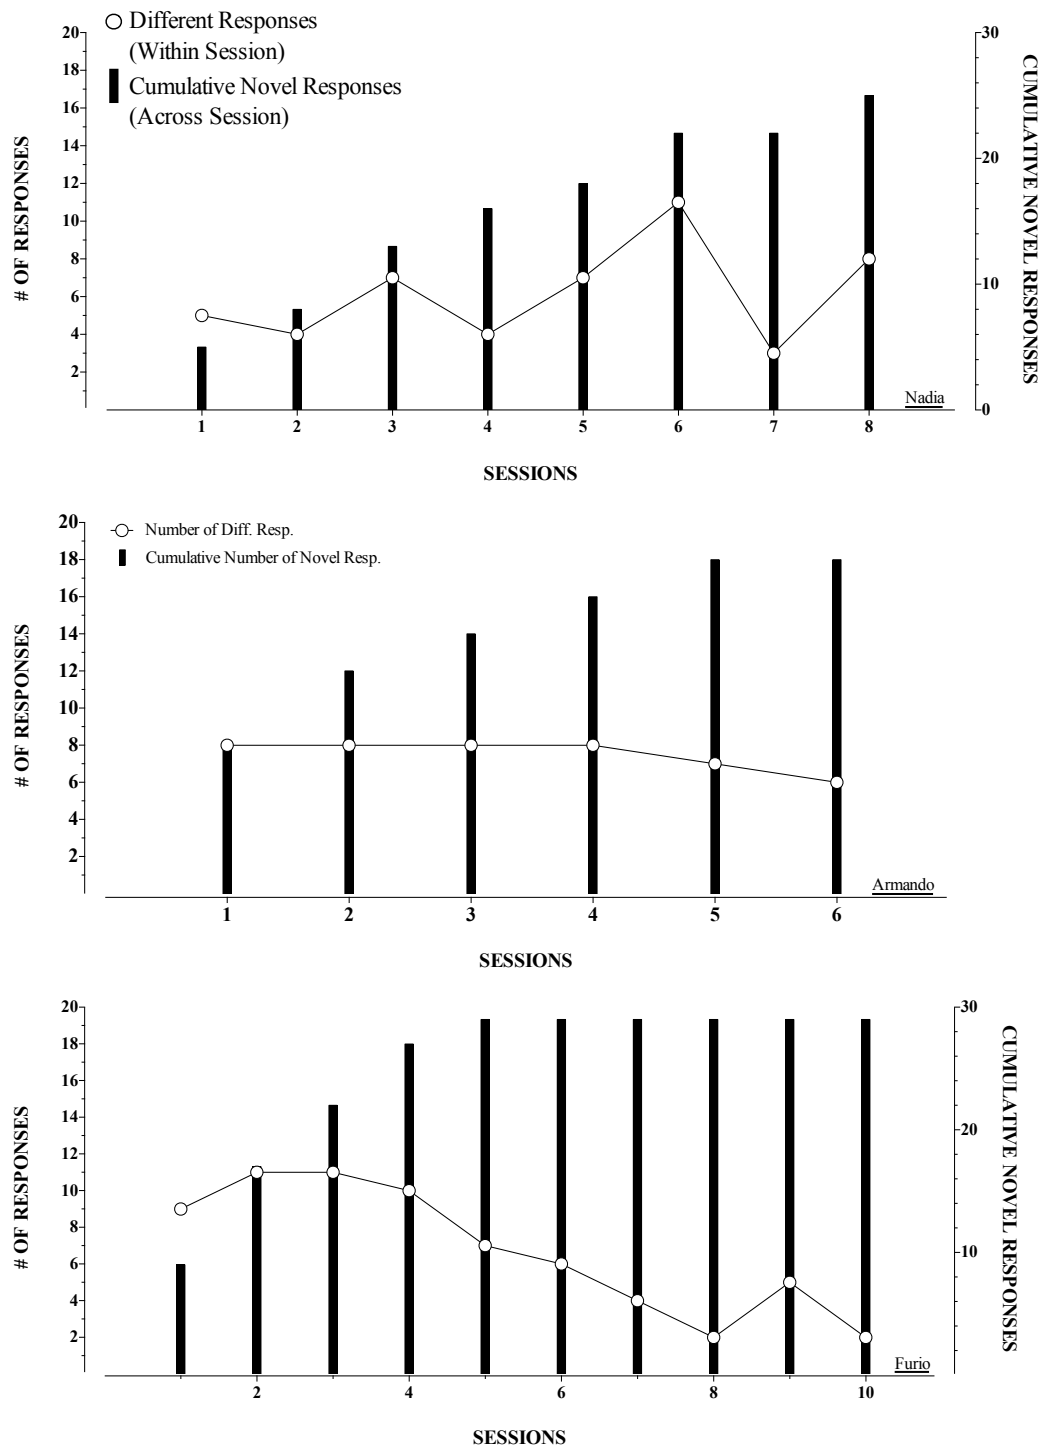 Different Responses
(Within Session)
Cumulative Novel Responses
(Across Session)
20
18
16
14
12
10
8
6
4
2
# OF RESPONSES
30
20
10
0
CUMULATIVE NOVEL RESPONSES
Nadia
1 2 3 4 5 6 7 8
SESSIONS
Number of Diff. Resp.
Cumulative Number of Novel Resp.
20
18
16
14
12
10
8
6
4
2
# OF RESPONSES
Armando
1 2 3 4 5 6
SESSIONS
20
18
16
14
12
10
8
6
4
2
# OF RESPONSES
30
20
10
CUMULATIVE NOVEL RESPONSES
Furio
2 4 6 8 10
SESSIONS